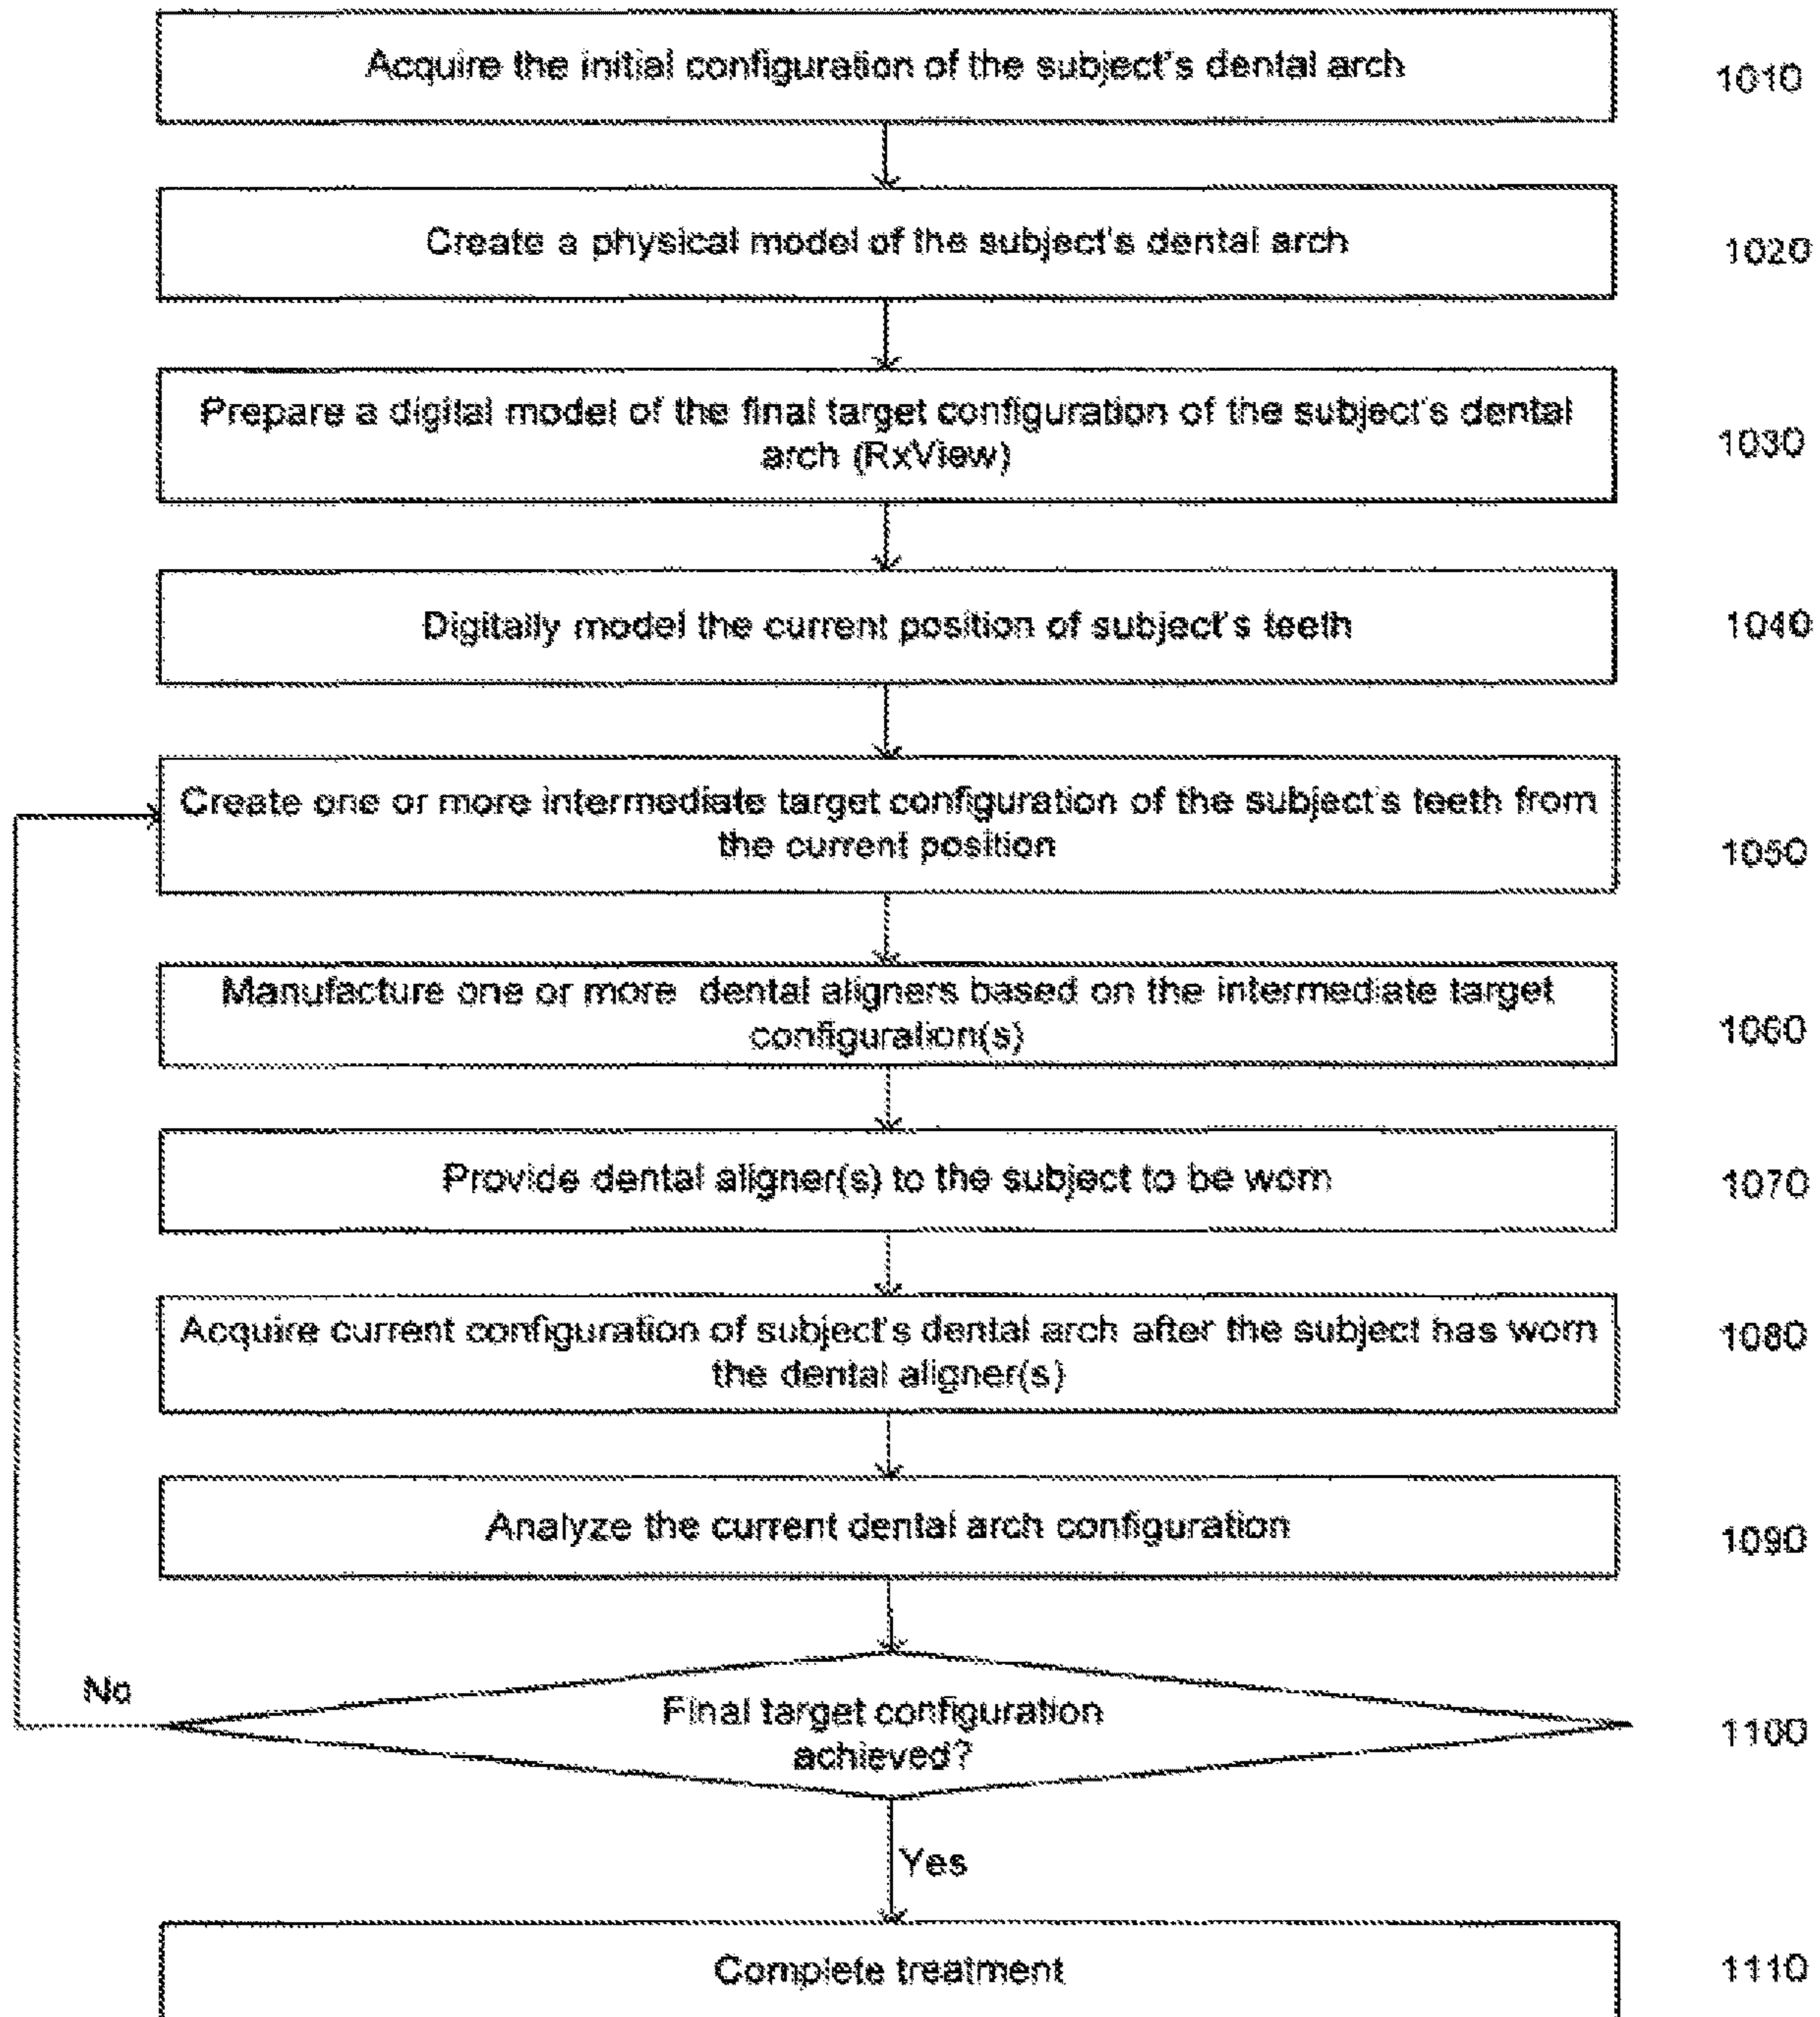 Acquire the initial configuration of the subject's dental arch
1010
Create a physical model of the subject's dental arch
1020
Prepare a digital model of the final target configuration of the subject's dental
arch (RxView)
1030
Digitally model the current position of subject's teeth
1040
Create one or more intermediate target configuration of the subject's teeth from
the current position
1050
Manufacture one or more dental aligners based on the intermediate target
configuration(s)
1060
Provide dental aligner(s) to the subject to be worn
1070
Acquire current configuration of subject's dental arch after the subject has worn
the dental aligner(s)
1080
Analyze the current dental arch configuration
1090
No
Final target configuration
achieved?
1100
Yes
Complete treatment
1110